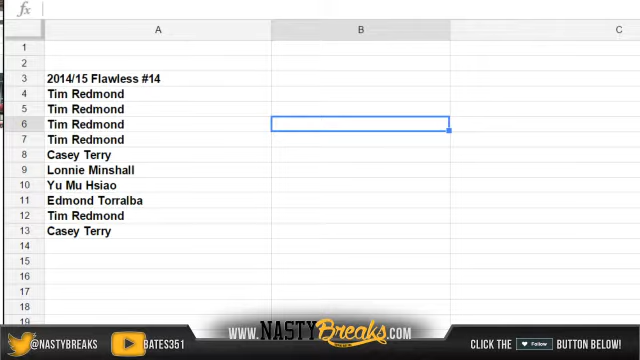 fx
A B C
1
2
3 2014/15 Flawless #14
4 Tim Redmond
5 Tim Redmond
6 Tim Redmond
7 Tim Redmond
8 Casey Terry
9 Lonnie Minshall
10 Yu Mu Hsiao
11 Edmond Torralba
12 Tim Redmond
13 Casey Terry
14
15
16
17
18
19
@NASTYBREAKS BATES351 WWW.NASTYBreaks.COM CLICK THE Follow BUTTON BELOW!